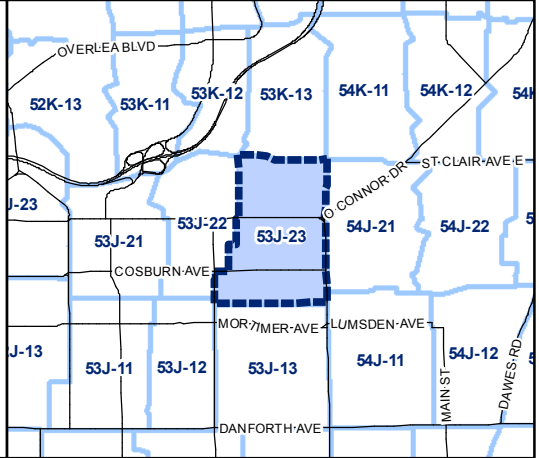 OVERLEA BLVD
52K-13
53K-11
53K-12
53K-13
54K-11
54K-12
54K
ST CLAIR AVE E
O CONNOR DR
J-23
53J-21
53J-22
53J-23
54J-21
54J-22
5
COSBURN AVE
MORTIMER AVE
LUMSDEN AVE
J-13
53J-11
53J-12
53J-13
54J-11
54J-12
5
MAIN ST
DAWES RD
DANFORTH AVE